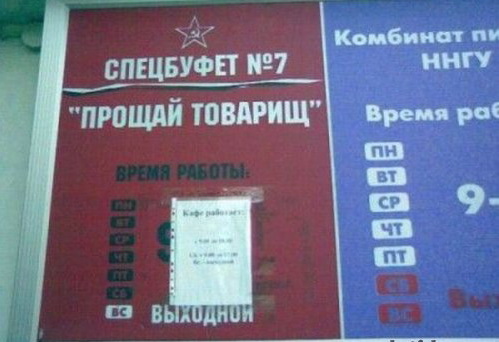 СПЕЦБУФЕТ №7
"ПРОЩАЙ ТОВАРИЩ"
ВРЕМЯ РАБОТЫ:
ПН
ВТ
СР
ЧТ
ПТ
СБ
ВС ВЫХОДНОЙ
Кафе работает:
Комбинат пи
ННГУ
Время раб
ПН
ВТ
СР
ЧТ
ПТ
СБ
ВС
9-
Вых